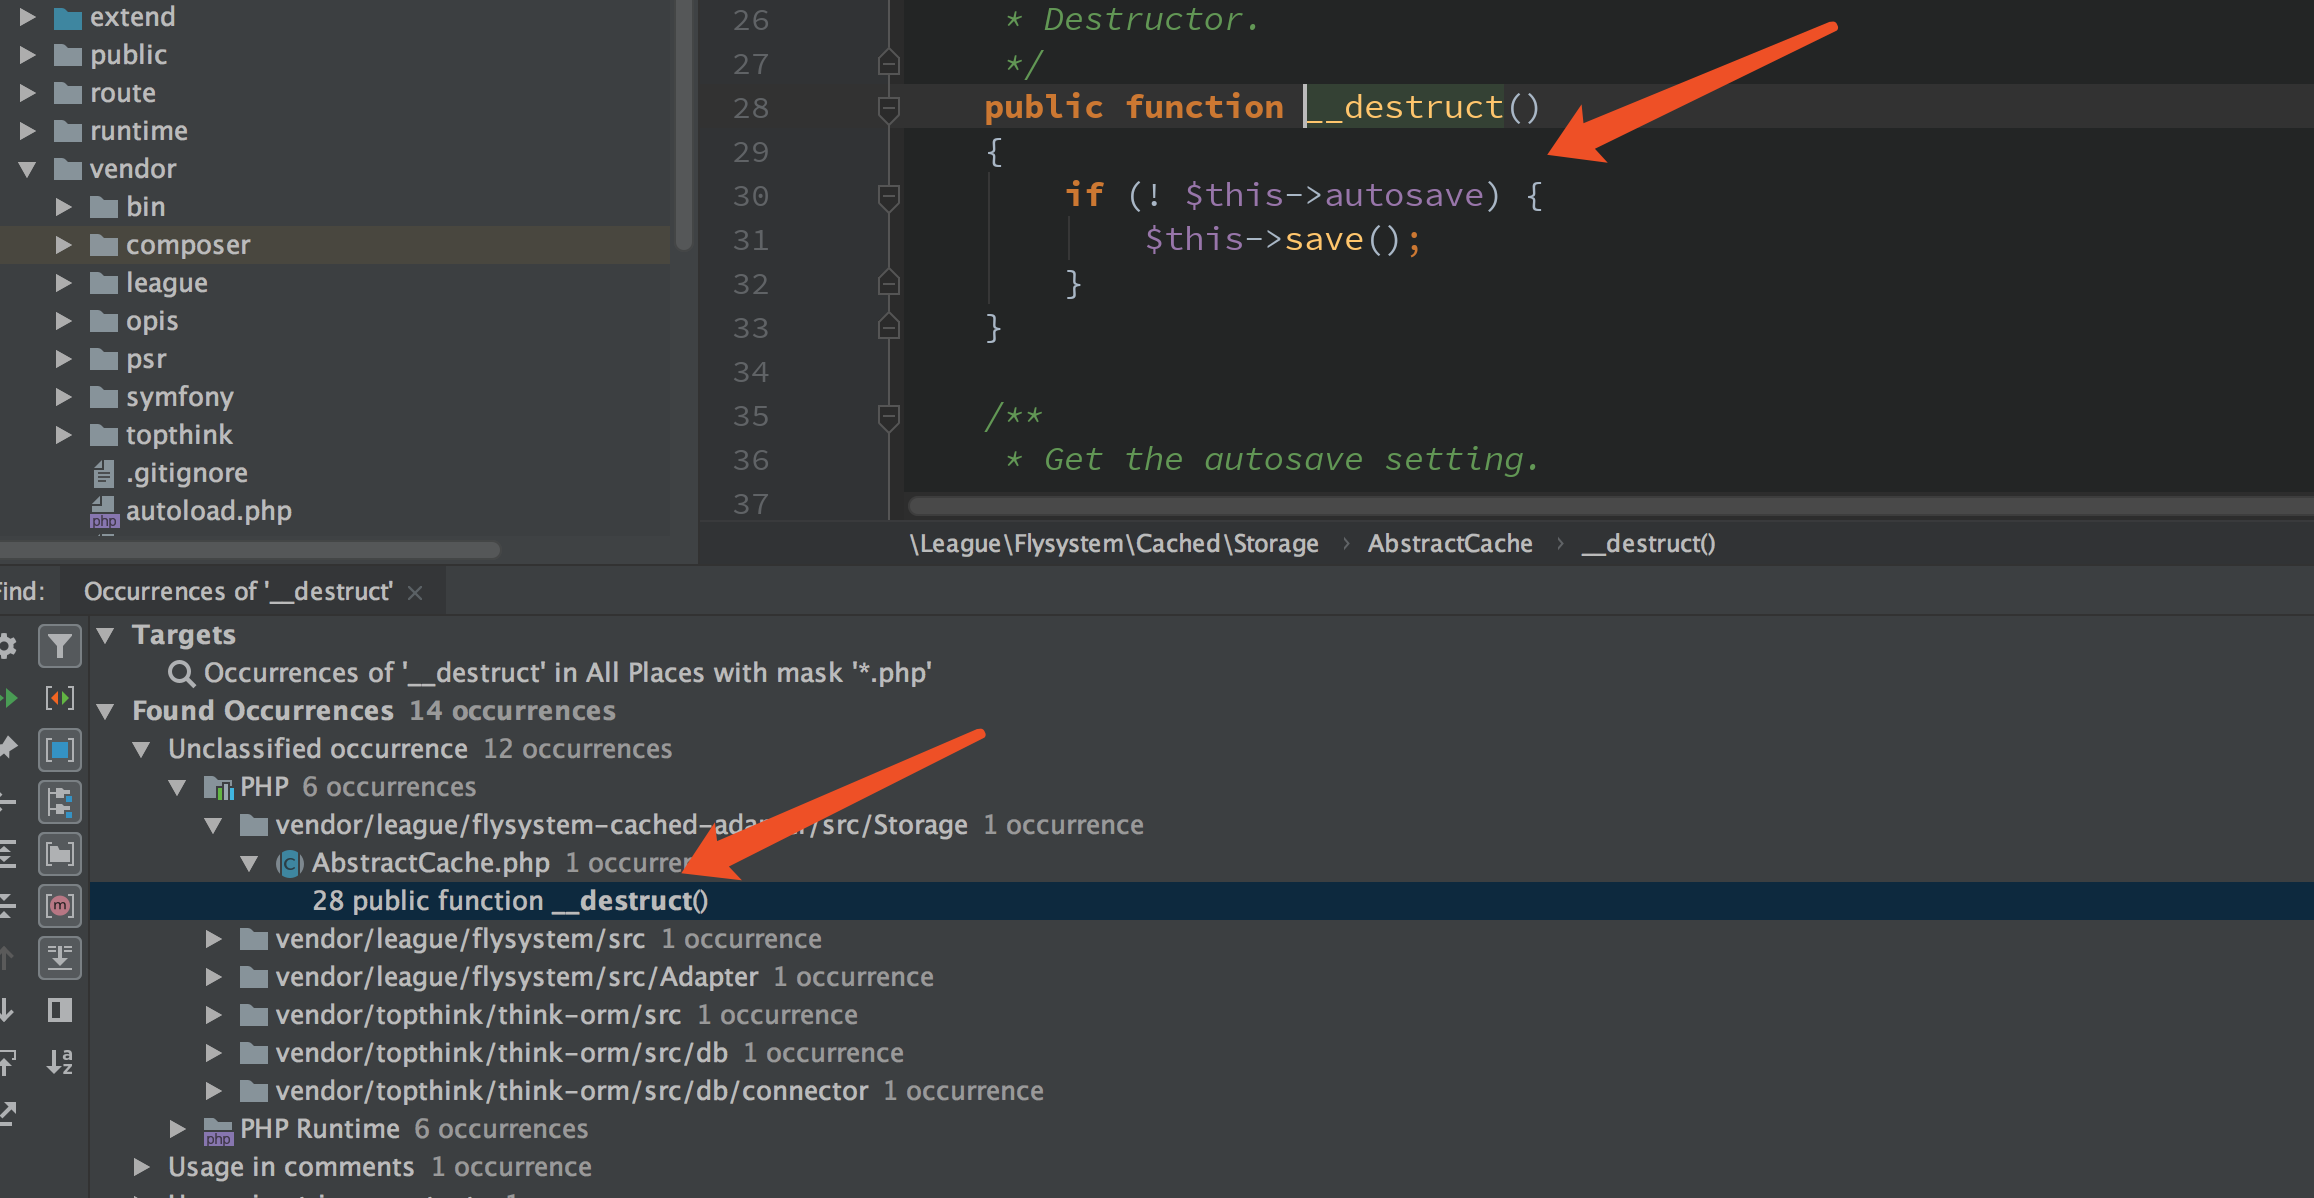 extend
public
route
runtime
vendor
bin
composer
league
opis
psr
symfony
topthink
.gitignore
php autoload.php
26 * Destructor.
27 */
28 public function __destruct()
29 {
30 if (! $this->autosave) {
31 $this->save();
32 }
33 }
34
35 /**
36 * Get the autosave setting.
37
\League\Flysystem\Cached\Storage › AbstractCache › __destruct()
Find: Occurrences of '__destruct' ×
Targets
Occurrences of '__destruct' in All Places with mask '*.php'
Found Occurrences 14 occurrences
Unclassified occurrence 12 occurrences
PHP 6 occurrences
vendor/league/flysystem-cached-adapter/src/Storage 1 occurrence
AbstractCache.php 1 occurrence
28 public function __destruct()
vendor/league/flysystem/src 1 occurrence
vendor/league/flysystem/src/Adapter 1 occurrence
vendor/topthink/think-orm/src 1 occurrence
vendor/topthink/think-orm/src/db 1 occurrence
vendor/topthink/think-orm/src/db/connector 1 occurrence
php PHP Runtime 6 occurrences
Usage in comments 1 occurrence